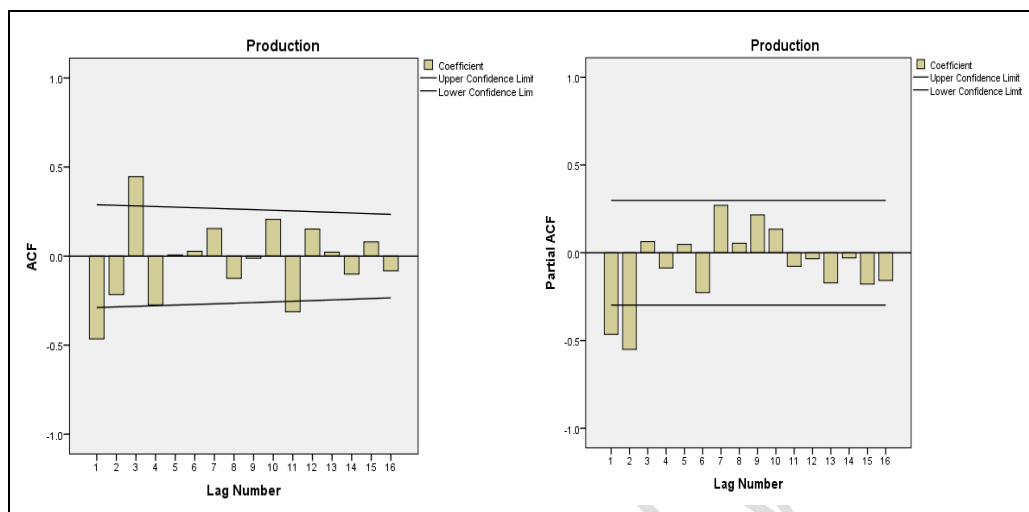 Production
Coefficient
Upper Confidence Limit
Lower Confidence Lim
1.0
0.5
0.0
-0.5
-1.0
ACF
1 2 3 4 5 6 7 8 9 10 11 12 13 14 15 16
Lag Number
Production
Coefficient
Upper Confidence Limit
Lower Confidence Limit
1.0
0.5
0.0
-0.5
-1.0
Partial ACF
1 2 3 4 5 6 7 8 9 10 11 12 13 14 15 16
Lag Number